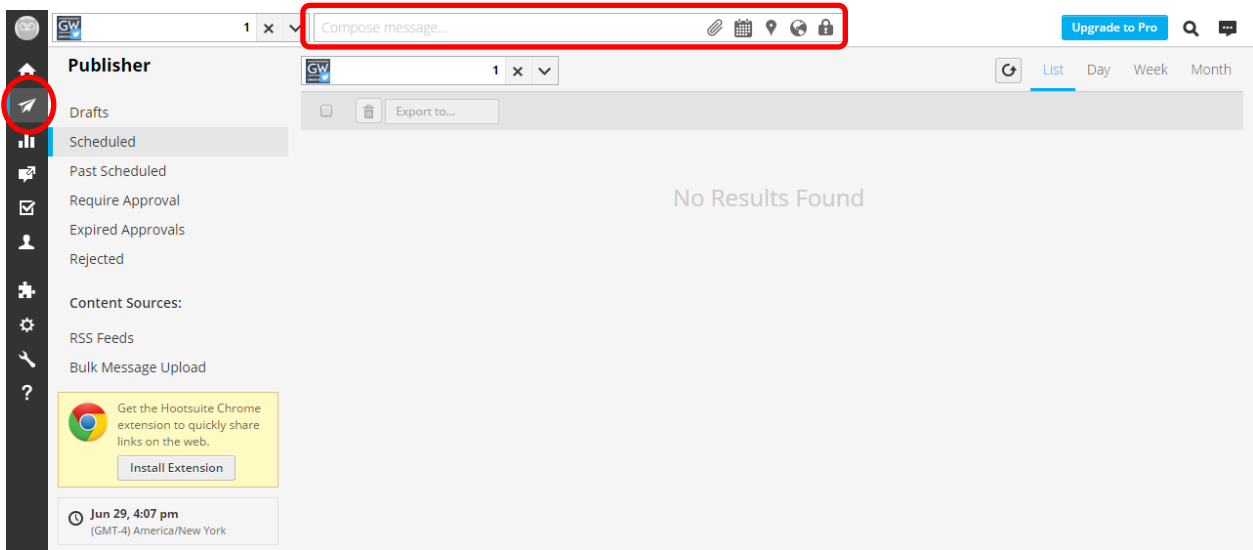 GW 1 Compose message... Upgrade to Pro
Publisher
GW 1 List Day Week Month
Drafts
Export to...
Scheduled
Past Scheduled
No Results Found
Require Approval
Expired Approvals
Rejected
Content Sources:
RSS Feeds
Bulk Message Upload
?
Get the Hootsuite Chrome
extension to quickly share
links on the web.
Install Extension
Jun 29, 4:07 pm
(GMT-4) America/New York